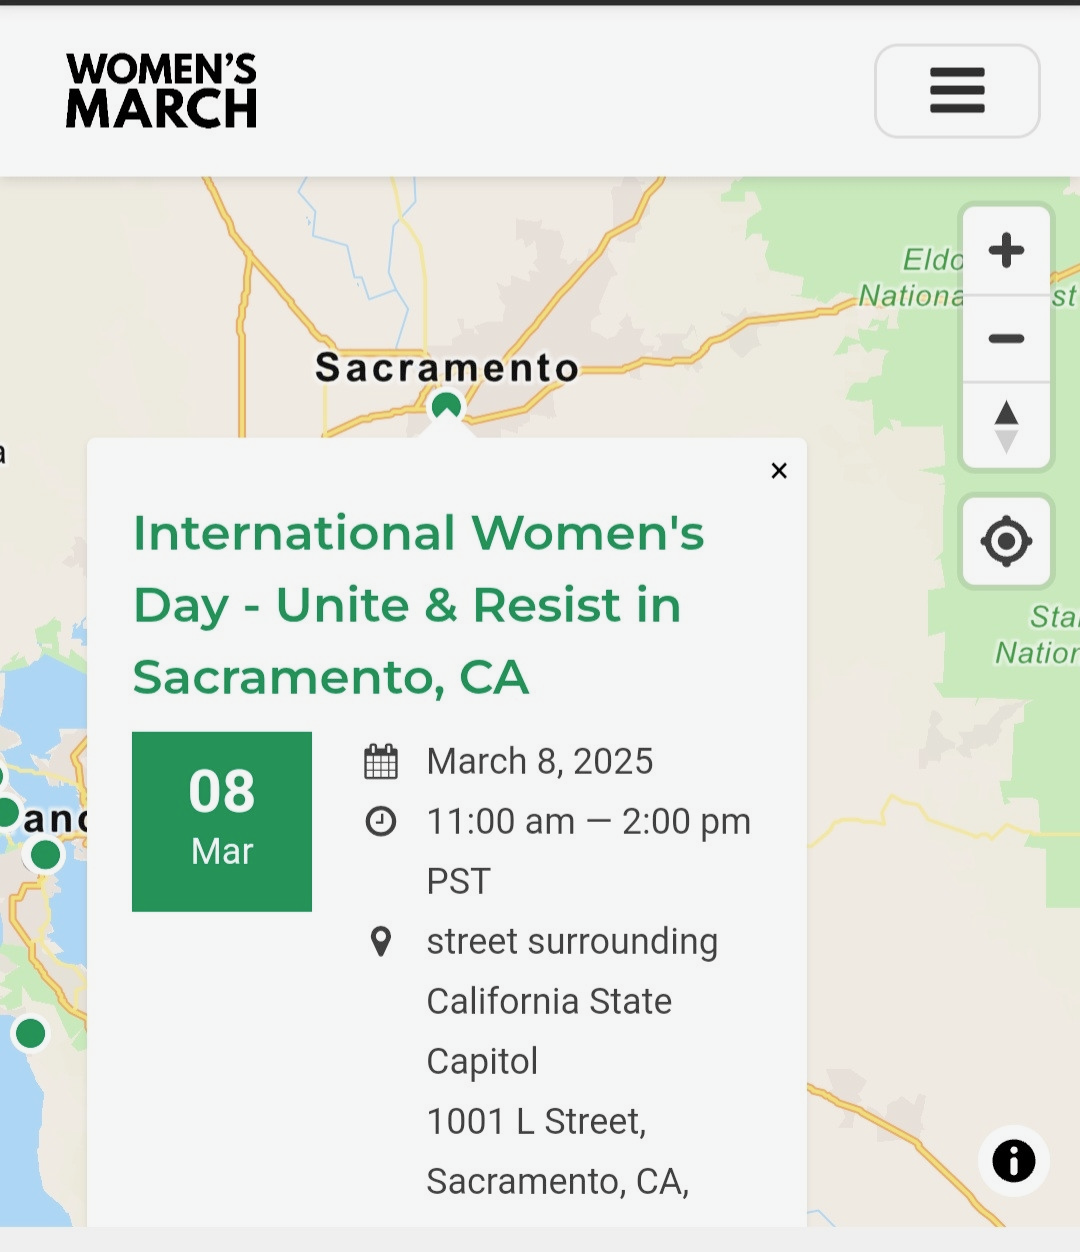 WOMEN'S
MARCH
Eldo
Nationa st
Sacramento
a
×
International Women's
Day - Unite & Resist in
Sacramento, CA
Sta
Nation
08
Mar
March 8, 2025
11:00 am — 2:00 pm
PST
anc
street surrounding
California State
Capitol
1001 L Street,
Sacramento, CA,